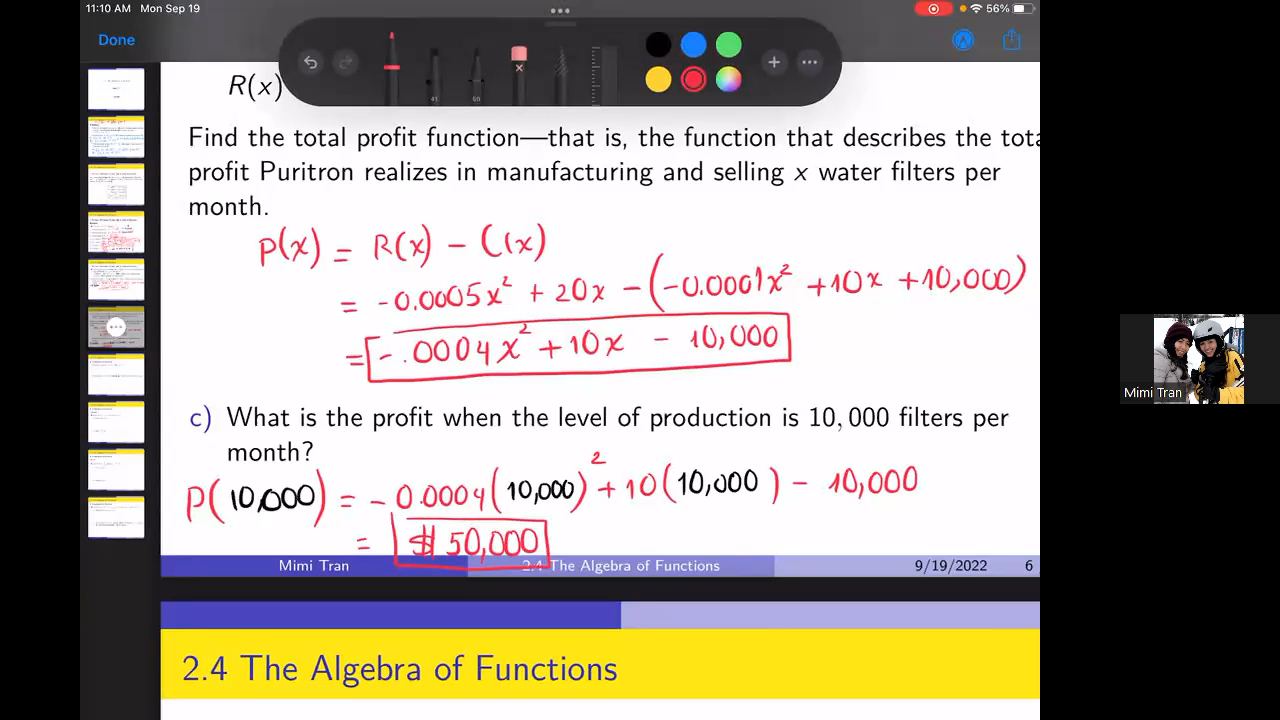 11:10 AM Mon Sep 19
56%
Done
41
50
R(x)
Find the total profit function—that is, the function describes the
profit Puritron realizes in manufacturing and selling x water filters per
month.
P(x) = R(x) - C(x)
= -0.0005x² + 20x - (-0.0001x² + 10x + 10,000)
= -.0004x² + 10x - 10,000
c) What is the profit when the level of production is 10,000 filters per
month?
P(10,000) = -0.0004(10,000)² + 10(10,000) - 10,000
= $50,000
Mimi Tran 2.4 The Algebra of Functions 9/19/2022 6
2.4 The Algebra of Functions
Mimi Tran